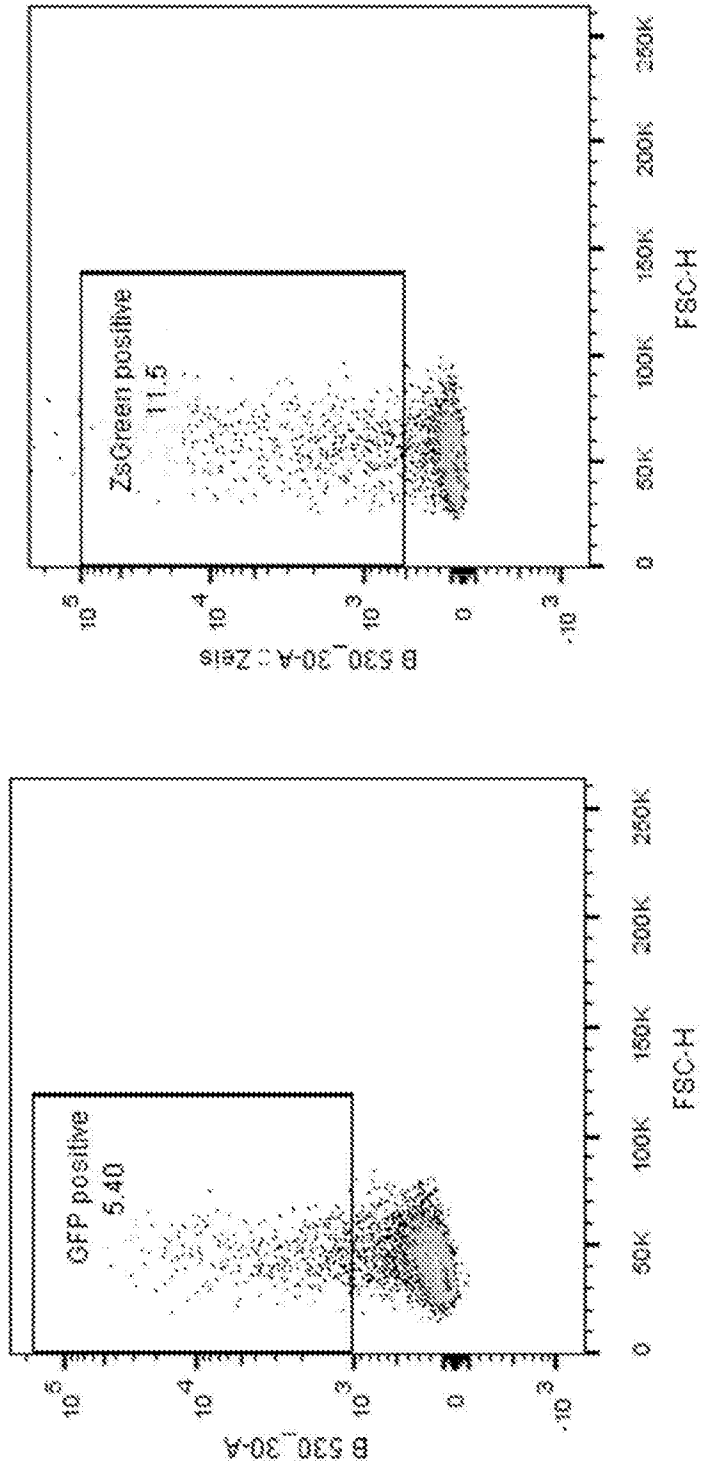 GFP positive
5.40
10^5
10^4
10^3
0
-10^3
B 530_30-A
0
50K
100K
150K
200K
250K
FSC-H
ZsGreen positive
11.5
10^5
10^4
10^3
0
-10^3
B 530_30-A :: Zeis
0
50K
100K
150K
200K
250K
FSC-H